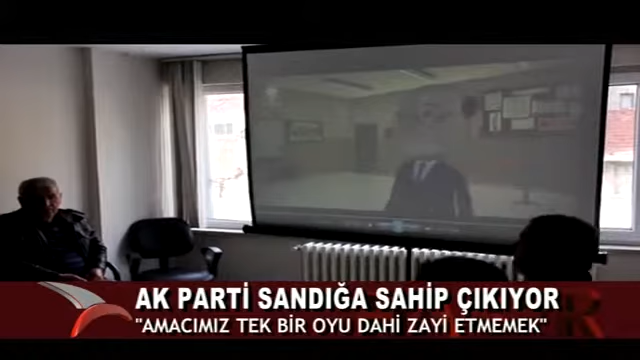 AK PARTİ SANDIĞA SAHİP ÇIKIYOR
"AMACIMIZ TEK BİR OYU DAHİ ZAYİ ETMEMEK"